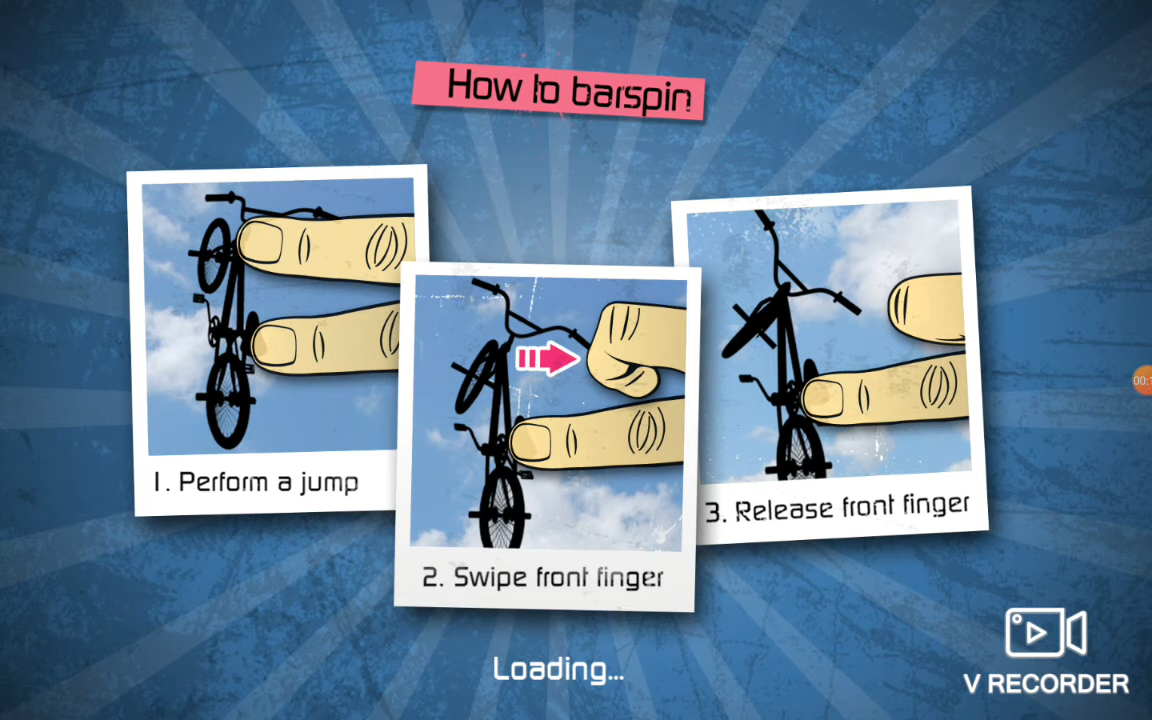 How to barspin
1. Perform a jump
2. Swipe front finger
3. Release front finger
Loading...
V RECORDER